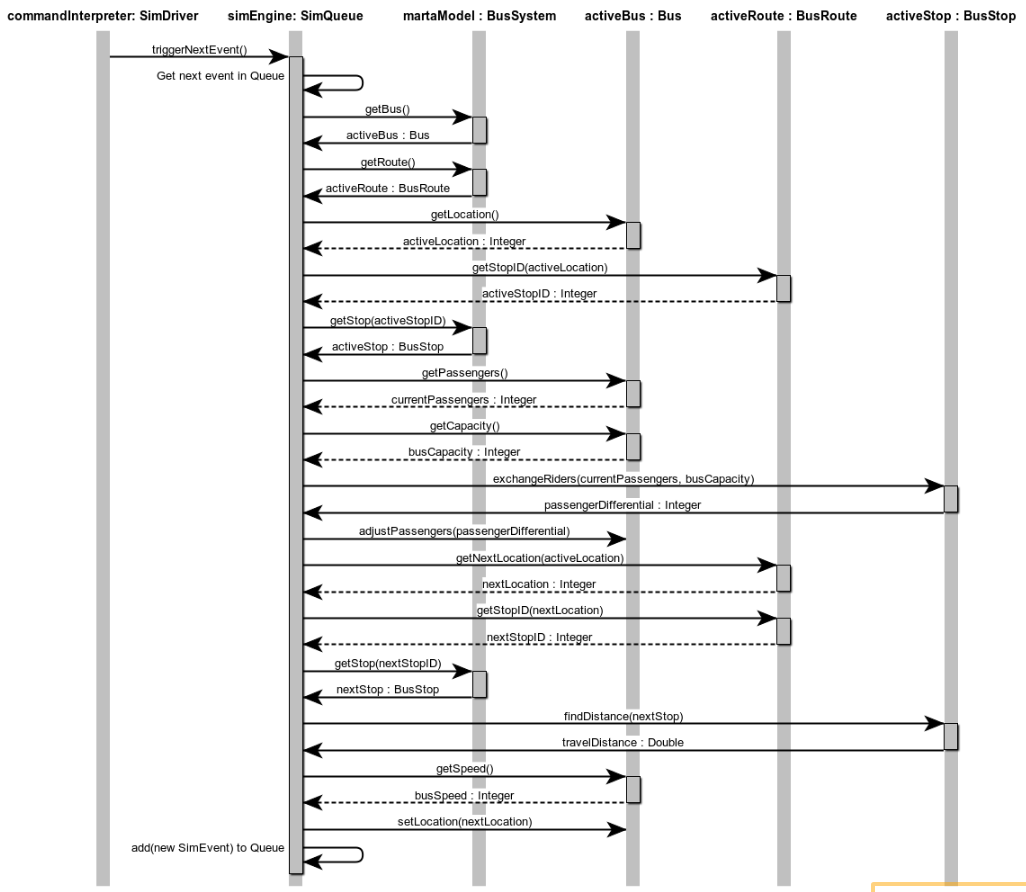 commandInterpreter: SimDriver
simEngine: SimQueue
martaModel : BusSystem
activeBus : Bus
activeRoute : BusRoute
activeStop : BusStop
triggerNextEvent()
Get next event in Queue
getBus()
activeBus : Bus
getRoute()
activeRoute : BusRoute
getLocation()
activeLocation : Integer
getStopID(activeLocation)
activeStopID : Integer
getStop(activeStopID)
activeStop : BusStop
getPassengers()
currentPassengers : Integer
getCapacity()
busCapacity : Integer
exchangeRiders(currentPassengers, busCapacity)
passengerDifferential : Integer
adjustPassengers(passengerDifferential)
getNextLocation(activeLocation)
nextLocation : Integer
getStopID(nextLocation)
nextStopID : Integer
getStop(nextStopID)
nextStop : BusStop
findDistance(nextStop)
travelDistance : Double
getSpeed()
busSpeed : Integer
setLocation(nextLocation)
add(new SimEvent) to Queue